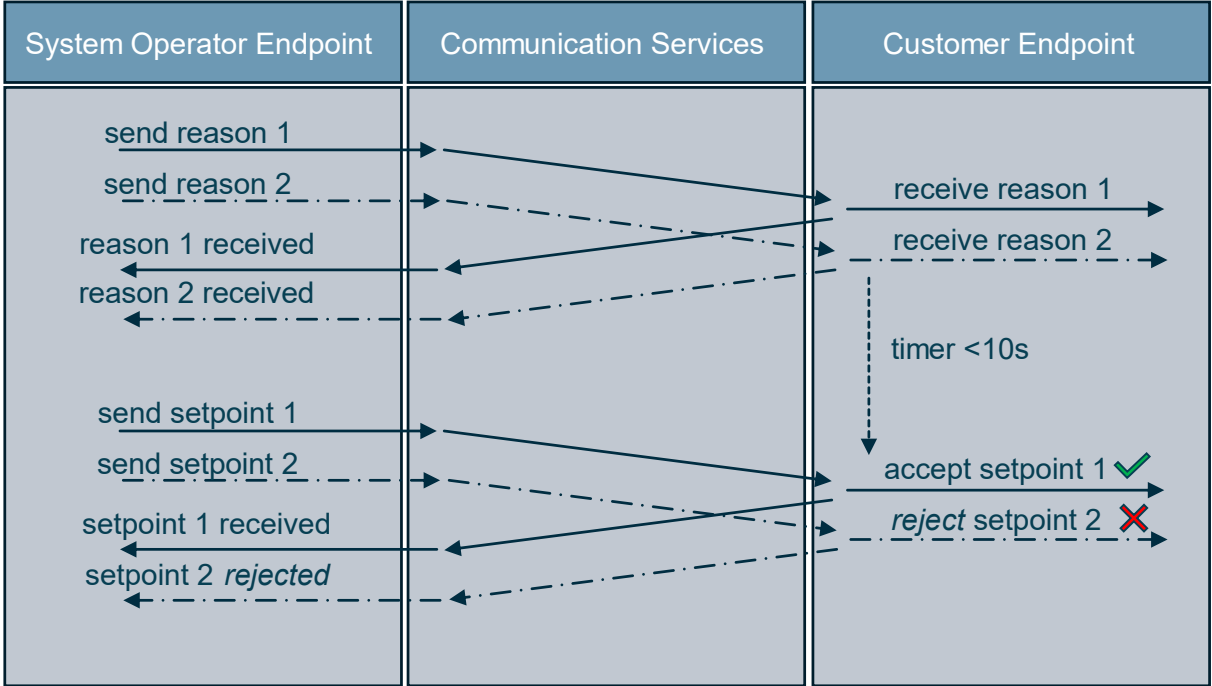 System Operator Endpoint
Communication Services
Customer Endpoint
send reason 1
send reason 2
reason 1 received
reason 2 received
receive reason 1
receive reason 2
timer <10s
send setpoint 1
send setpoint 2
setpoint 1 received
setpoint 2 rejected
accept setpoint 1
reject setpoint 2